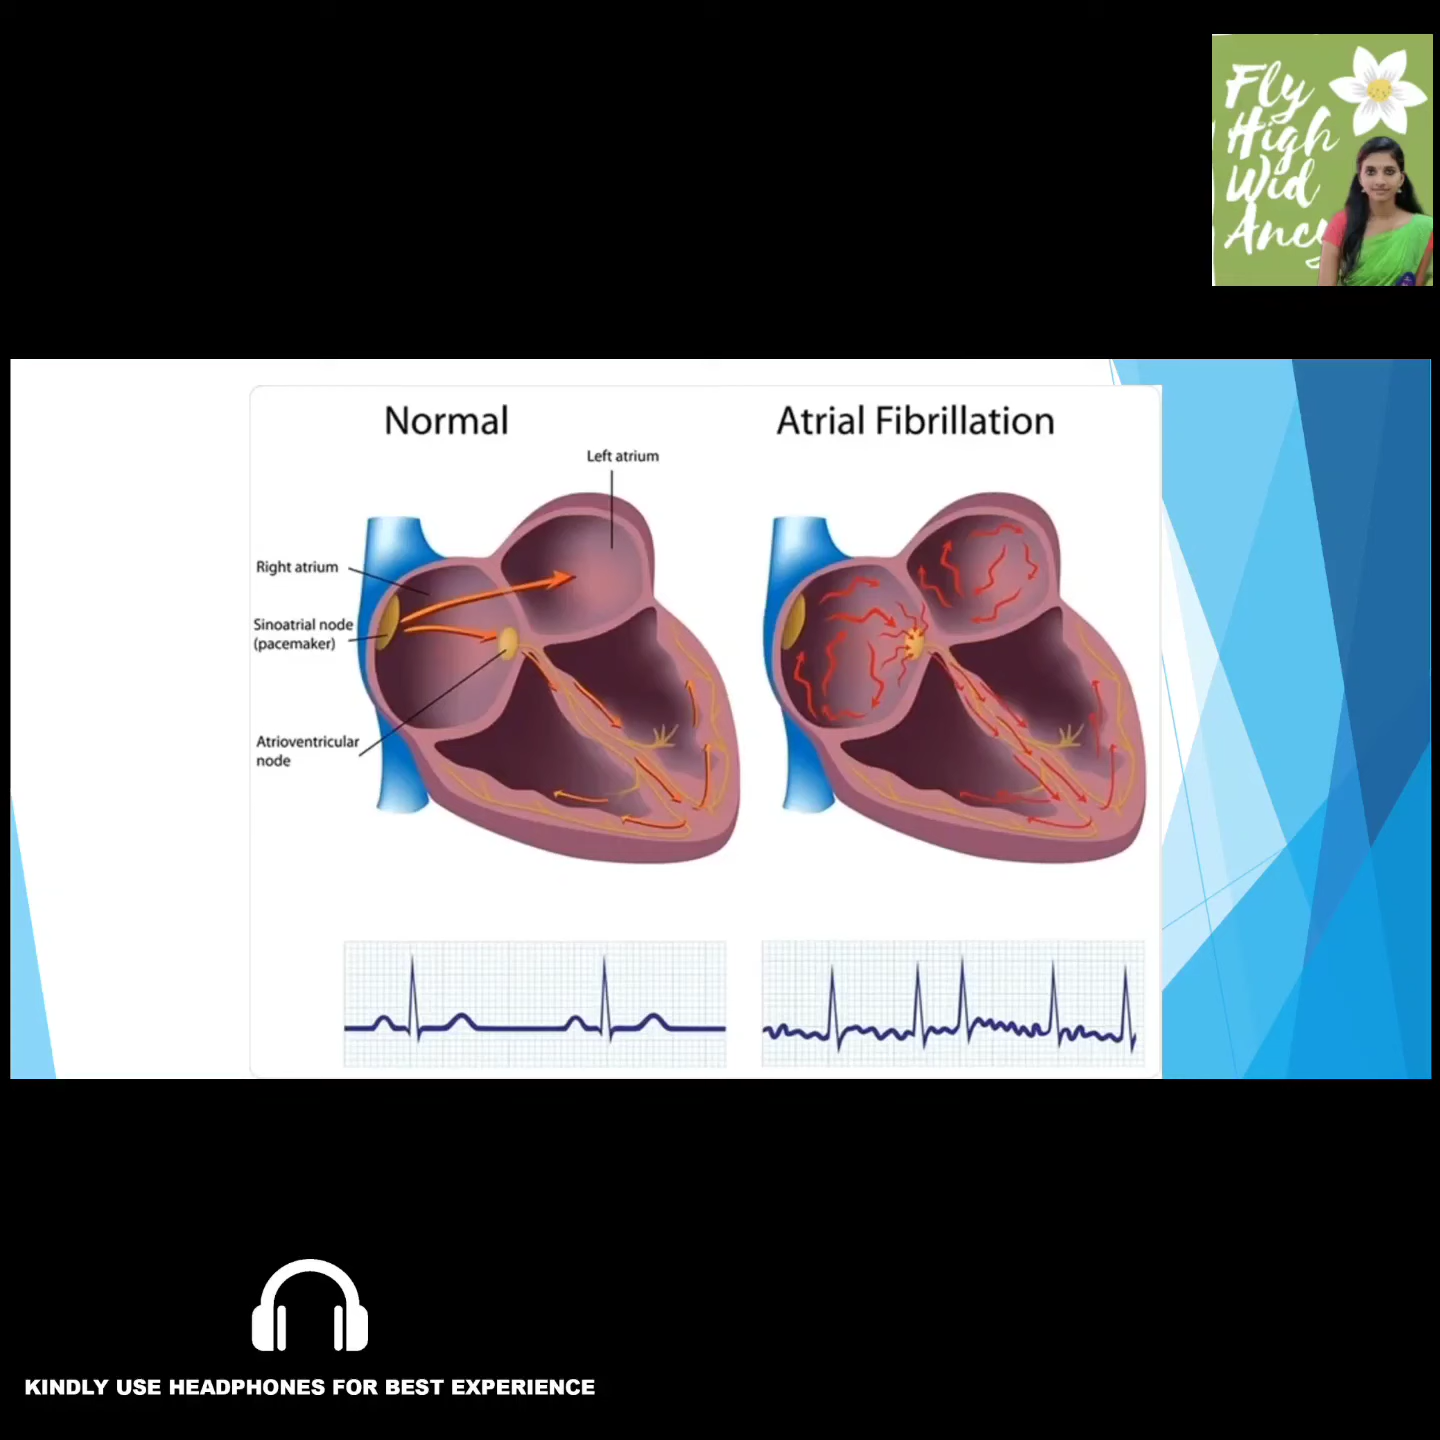 Fly
High
Wid
Ancy
Normal
Atrial Fibrillation
Left atrium
Right atrium
Sinoatrial node
(pacemaker)
Atrioventricular
node
KINDLY USE HEADPHONES FOR BEST EXPERIENCE